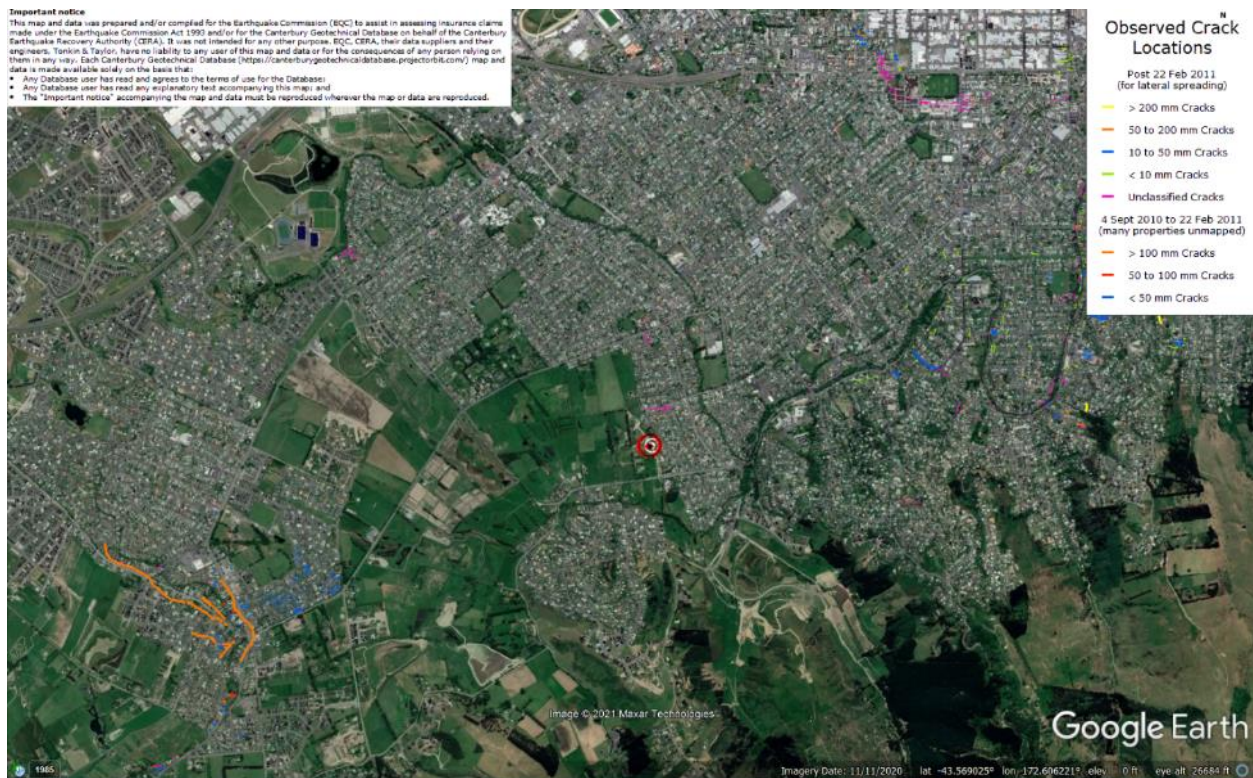 Important notice
This map and data was prepared and/or compiled for the Earthquake Commission (EQC) to assist in assessing insurance claims
made under the Earthquake Commission Act 1993 and/or for the Canterbury Geotechnical Database on behalf of the Canterbury
Earthquake Recovery Authority (CERA). It was not intended for any other purpose. EQC, CERA, their data suppliers and their
engineers, Tonkin & Taylor, have no liability to any user of this map and data or for the consequences of any person relying on
them in any way. Each Canterbury Geotechnical Database (https://canterburygeotechnicaldatabase.projectorbit.com/) map and
data is made available solely on the basis that:
• Any Database user has read and agrees to the terms of use for the Database;
• Any Database user has read any explanatory text accompanying this map; and
• The "Important notice" accompanying the map and data must be reproduced wherever the map or data are reproduced.
N
Observed Crack
Locations
Post 22 Feb 2011
(for lateral spreading)
> 200 mm Cracks
50 to 200 mm Cracks
10 to 50 mm Cracks
< 10 mm Cracks
Unclassified Cracks
4 Sept 2010 to 22 Feb 2011
(many properties unmapped)
> 100 mm Cracks
50 to 100 mm Cracks
< 50 mm Cracks
Image © 2021 Maxar Technologies
Google Earth
1985
Imagery Date: 11/11/2020 lat -43.569025° lon 172.606221° elev 0 ft eye alt 26684 ft